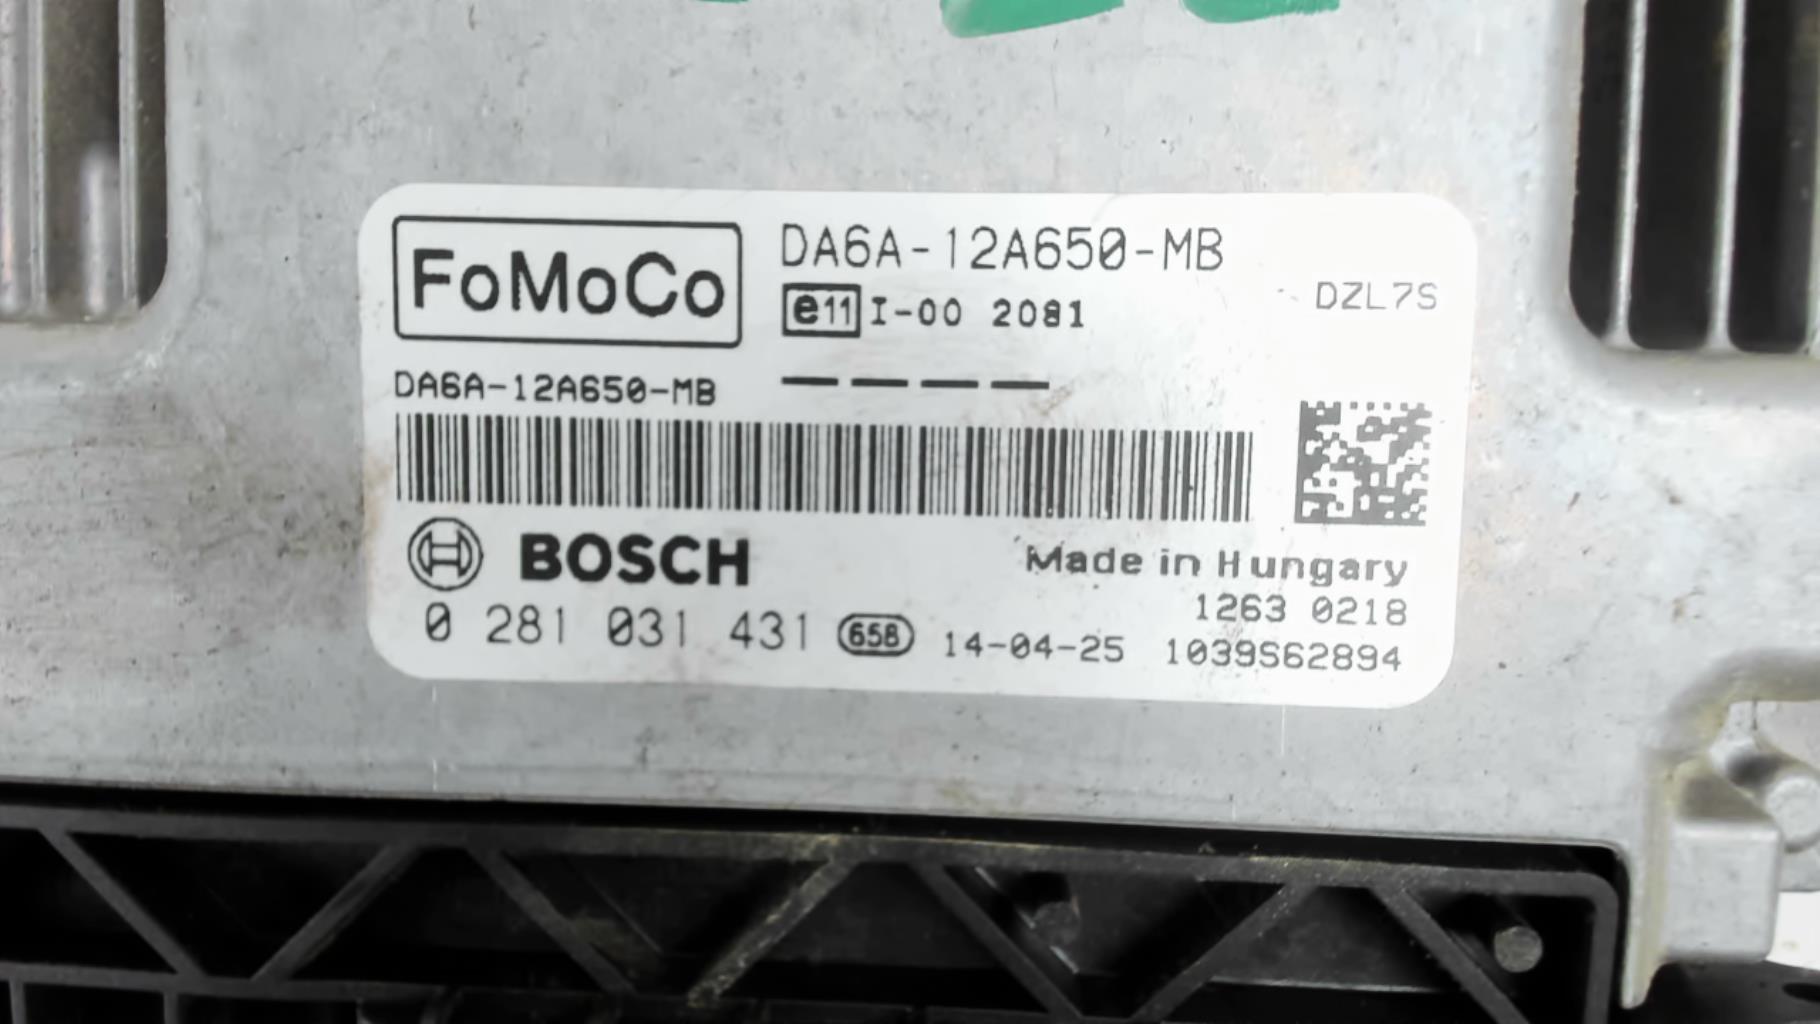 FoMoCo
DA6A-12A650-MB
e11 I-00 2081
DZL7S
DA6A-12A650-MB
BOSCH
Made in Hungary
1263 0218
0 281 031 431 658 14-04-25 1039S62894